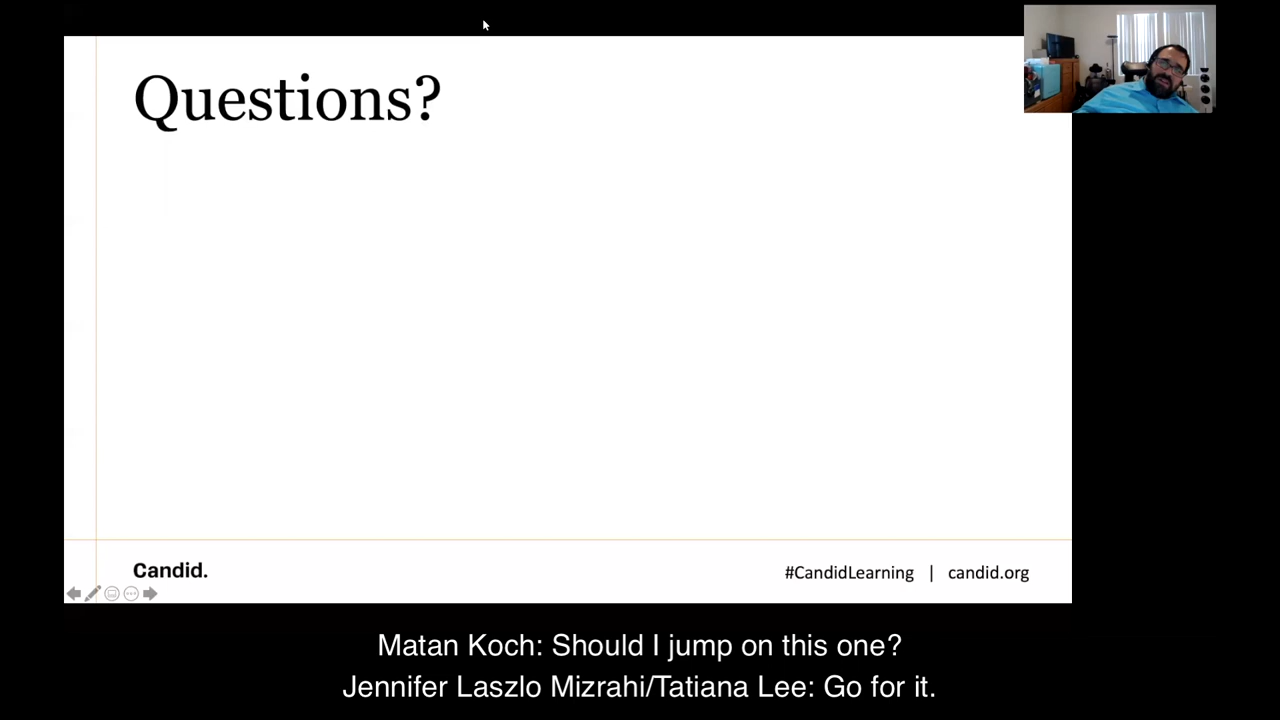 Questions?
Candid.
#CandidLearning | candid.org
Matan Koch: Should I jump on this one?
Jennifer Laszlo Mizrahi/Tatiana Lee: Go for it.